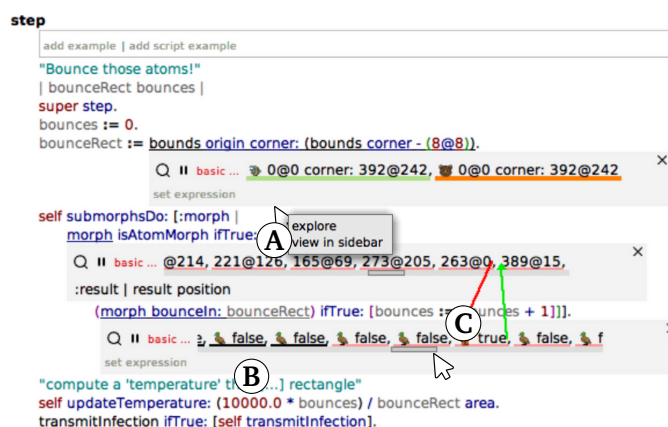 step
add example | add script example
"Bounce those atoms!"
| bounceRect bounces |
super step.
bounces := 0.
bounceRect := bounds origin corner: (bounds corner - (8@8)).
basic ... 0@0 corner: 392@242, 0@0 corner: 392@242
set expression
self submorphsDo: [:morph |
explore
morph isAtomMorph ifTrue:
A
view in sidebar
basic ... @214, 221@126, 165@69, 273@205, 263@0, 389@15,
:result | result position
C
(morph bounceIn: bounceRect) ifTrue: [bounces := unces + 1]]].
basic ... e, false, false, false, false, true, false, f
set expression
B
"compute a 'temperature' th ...] rectangle"
self updateTemperature: (10000.0 * bounces) / bounceRect area.
transmitInfection ifTrue: [self transmitInfection].